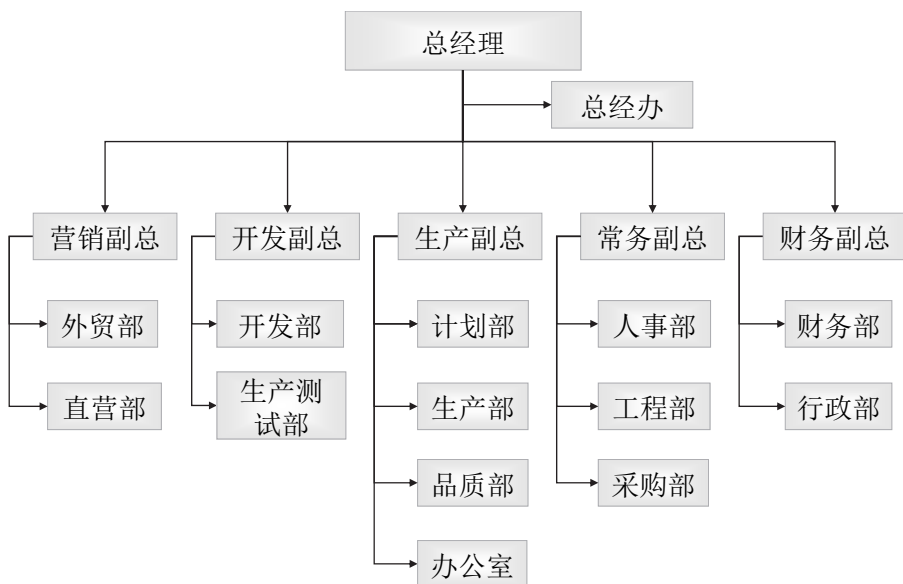 总经理
总经办
营销副总
开发副总
生产副总
常务副总
财务副总
外贸部
开发部
计划部
人事部
财务部
直营部
生产测
试部
生产部
工程部
行政部
品质部
采购部
办公室